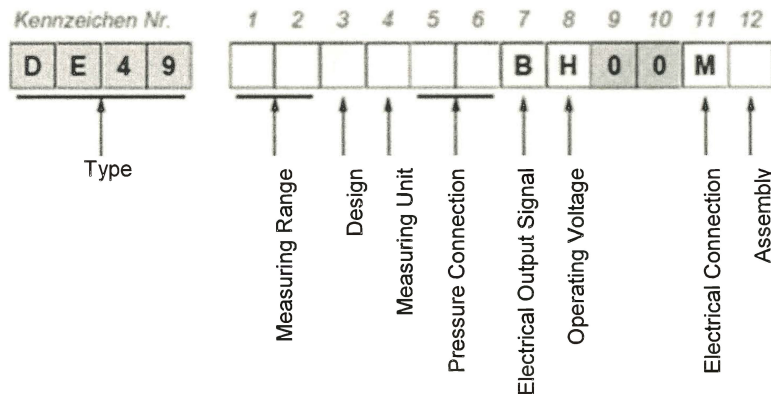 Kennzeichen Nr. 1 2 3 4 5 6 7 8 9 10 11 12
D E 4 9 B H 0 0 M
Type
Measuring Range
Design
Measuring Unit
Pressure Connection
Electrical Output Signal
Operating Voltage
Electrical Connection
Assembly